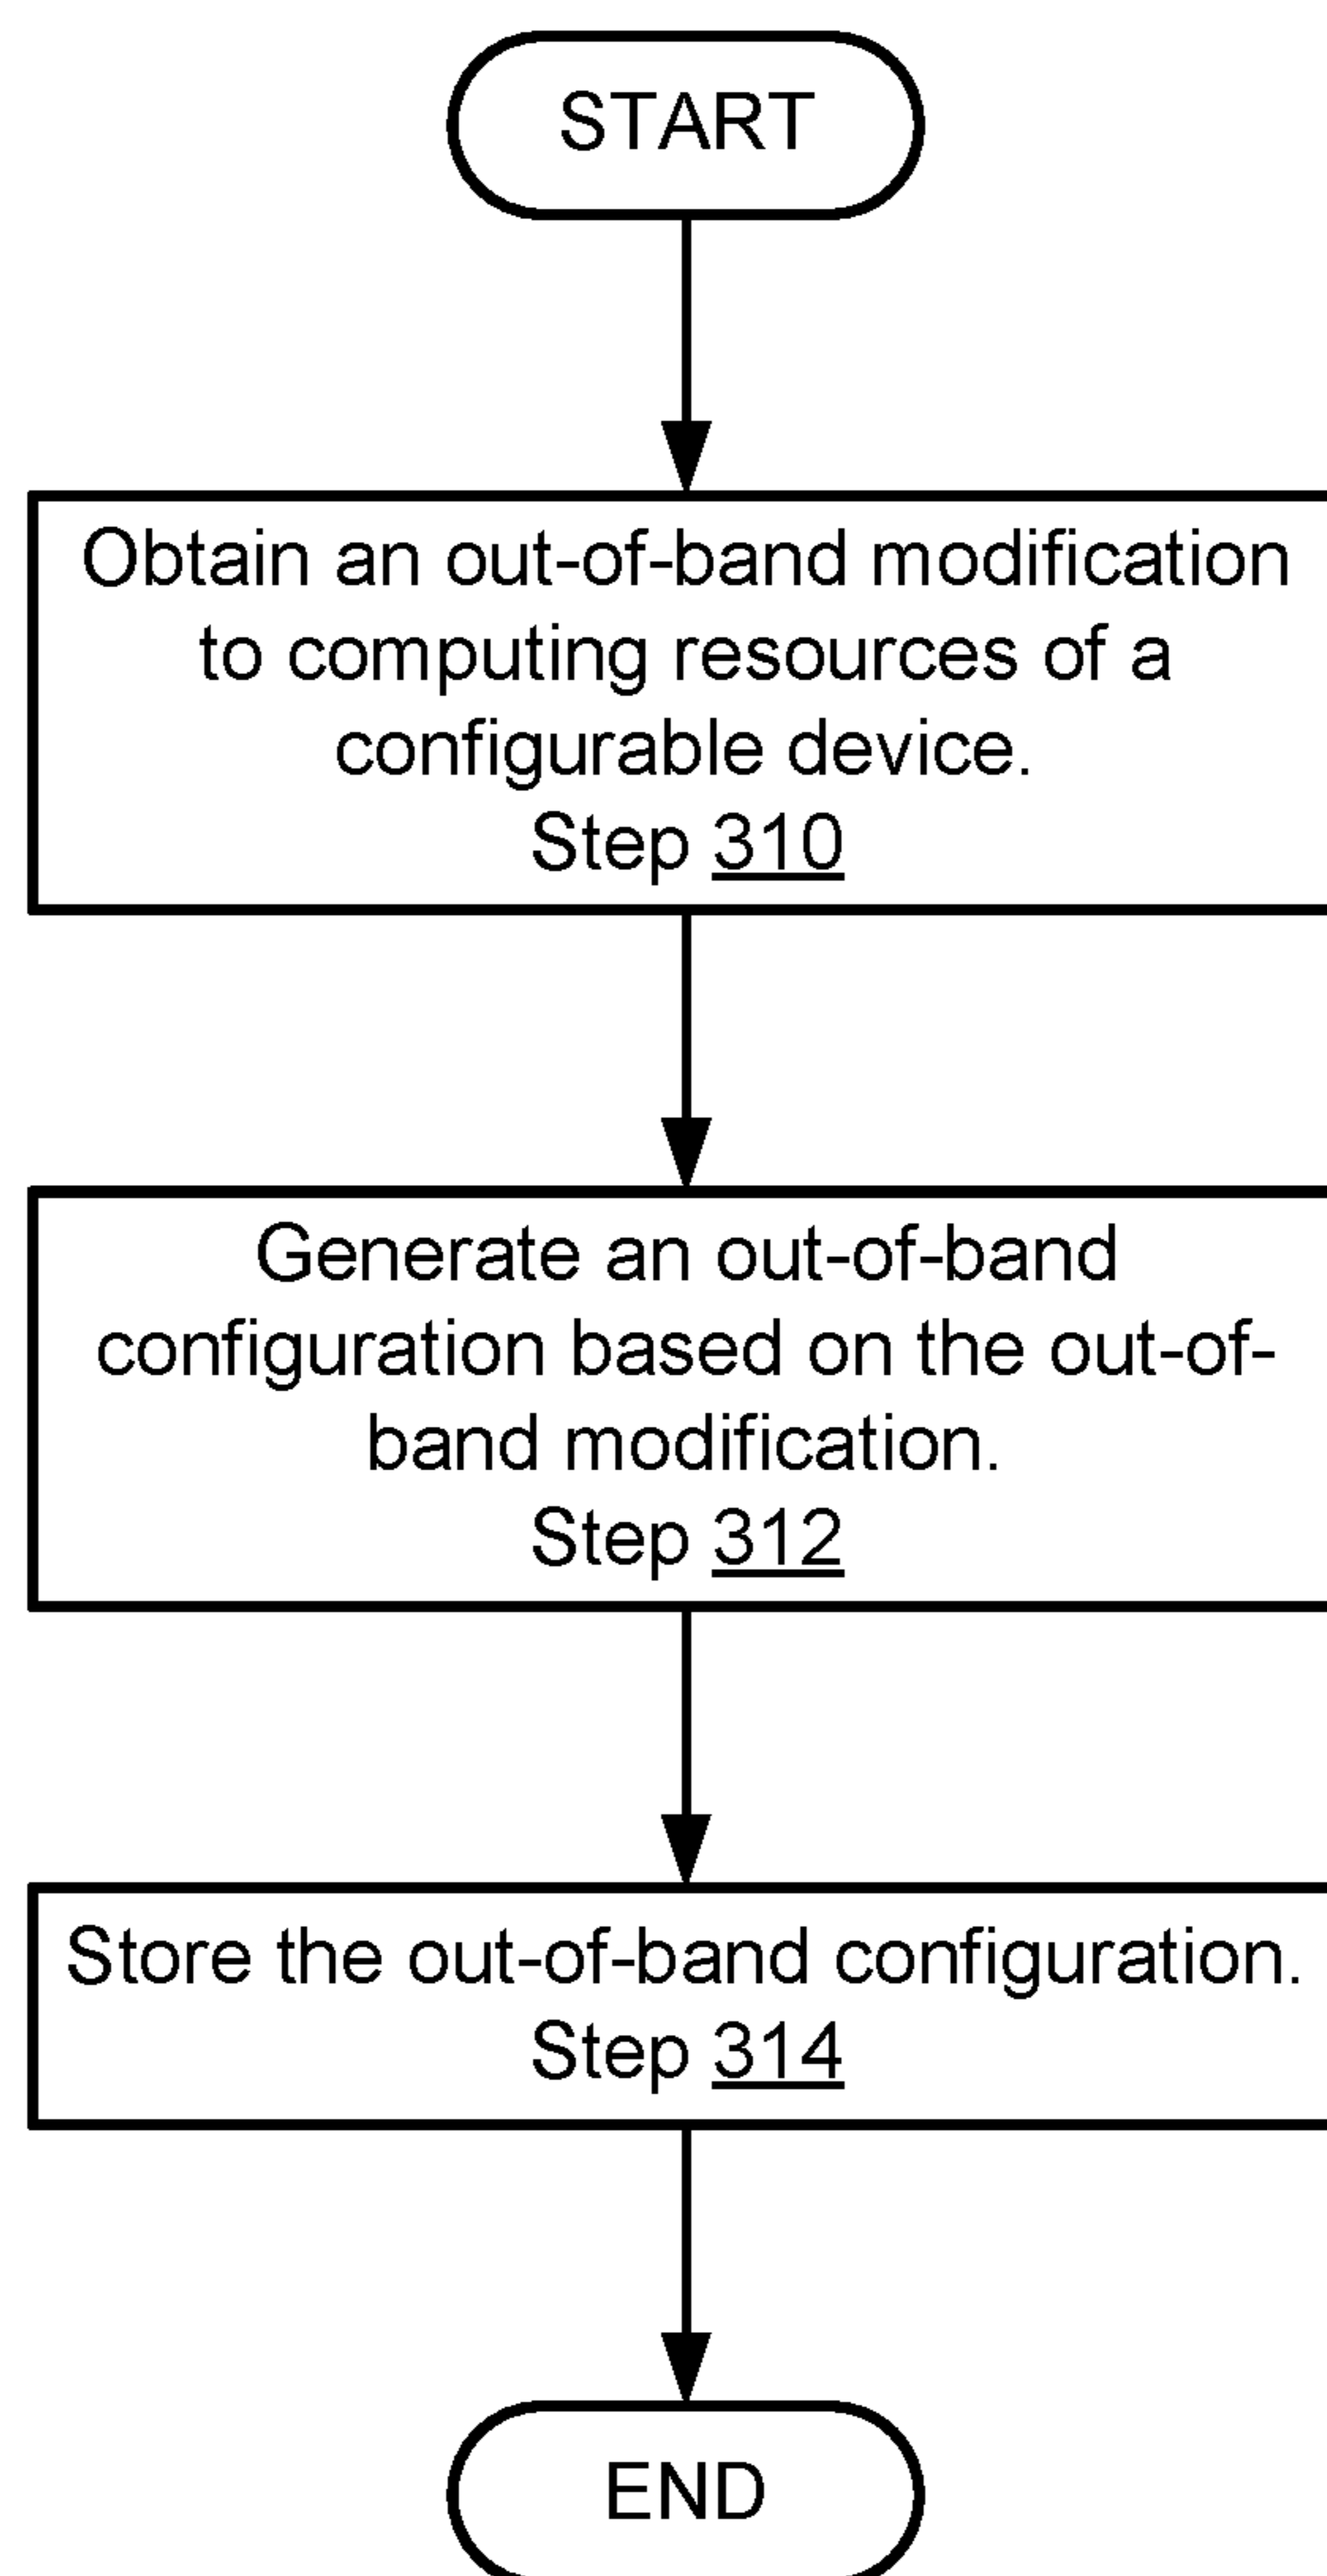 START
Obtain an out-of-band modification
to computing resources of a
configurable device.
Step 310
Generate an out-of-band
configuration based on the out-of-
band modification.
Step 312
Store the out-of-band configuration.
Step 314
END